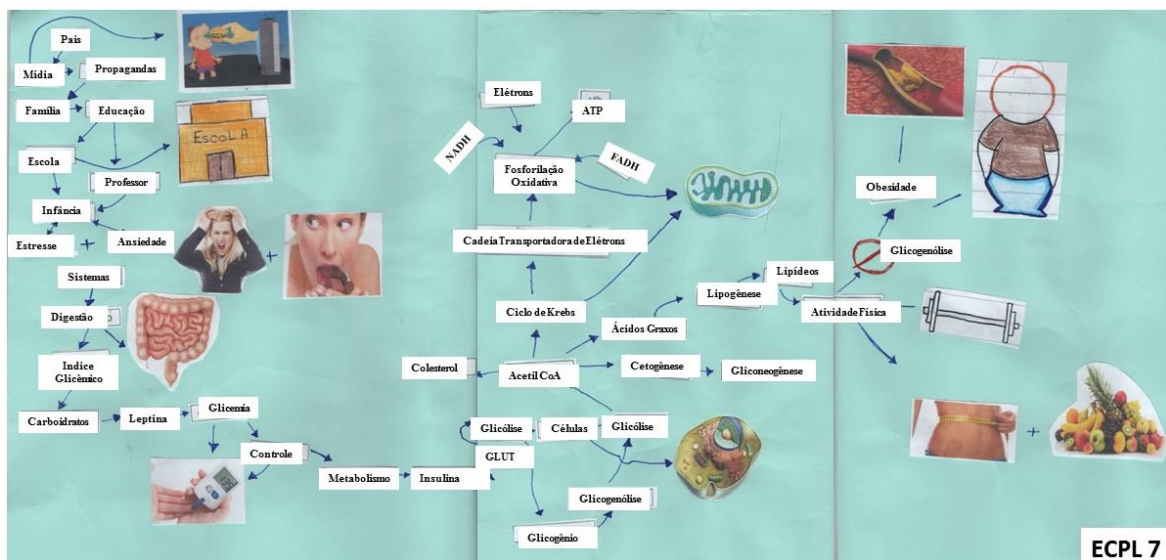 Pais
Mídia
Propagandas
Família
Educação
ESCOLA
Escola
Professor
Infância
Estresse
+
Ansiedade
+
Sistemas
Digestão
Indice
Glicêmico
Carboidratos
Leptina
Glicemia
Controle
Metabolismo
Insulina
Elétrons
ATP
NADH
FADH
Fosforilação
Oxidativa
Cadeia Transportadora de Elétrons
Ciclo de Krebs
Ácidos Graxos
Lipogênese
Lipídeos
Colesterol
Acetil CoA
Cetogênese
Gliconeogênese
Glicólise
Células
Glicólise
GLUT
Glicogenólise
Glicogênio
Obesidade
Glicogenólise
Atividade Física
+
ECPL 7